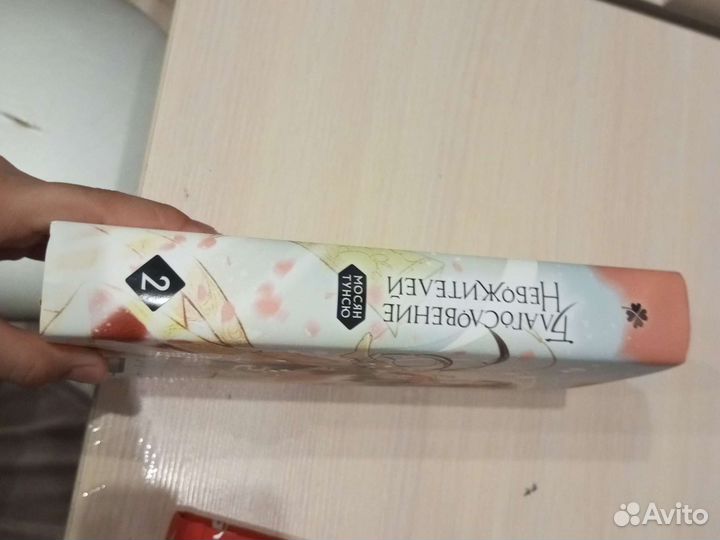 БЛАГОСЛОВЕНИЕ
НЕБОЖИТЕЛЕЙ
МОСЯН
ТУНСЮ
2
Avito